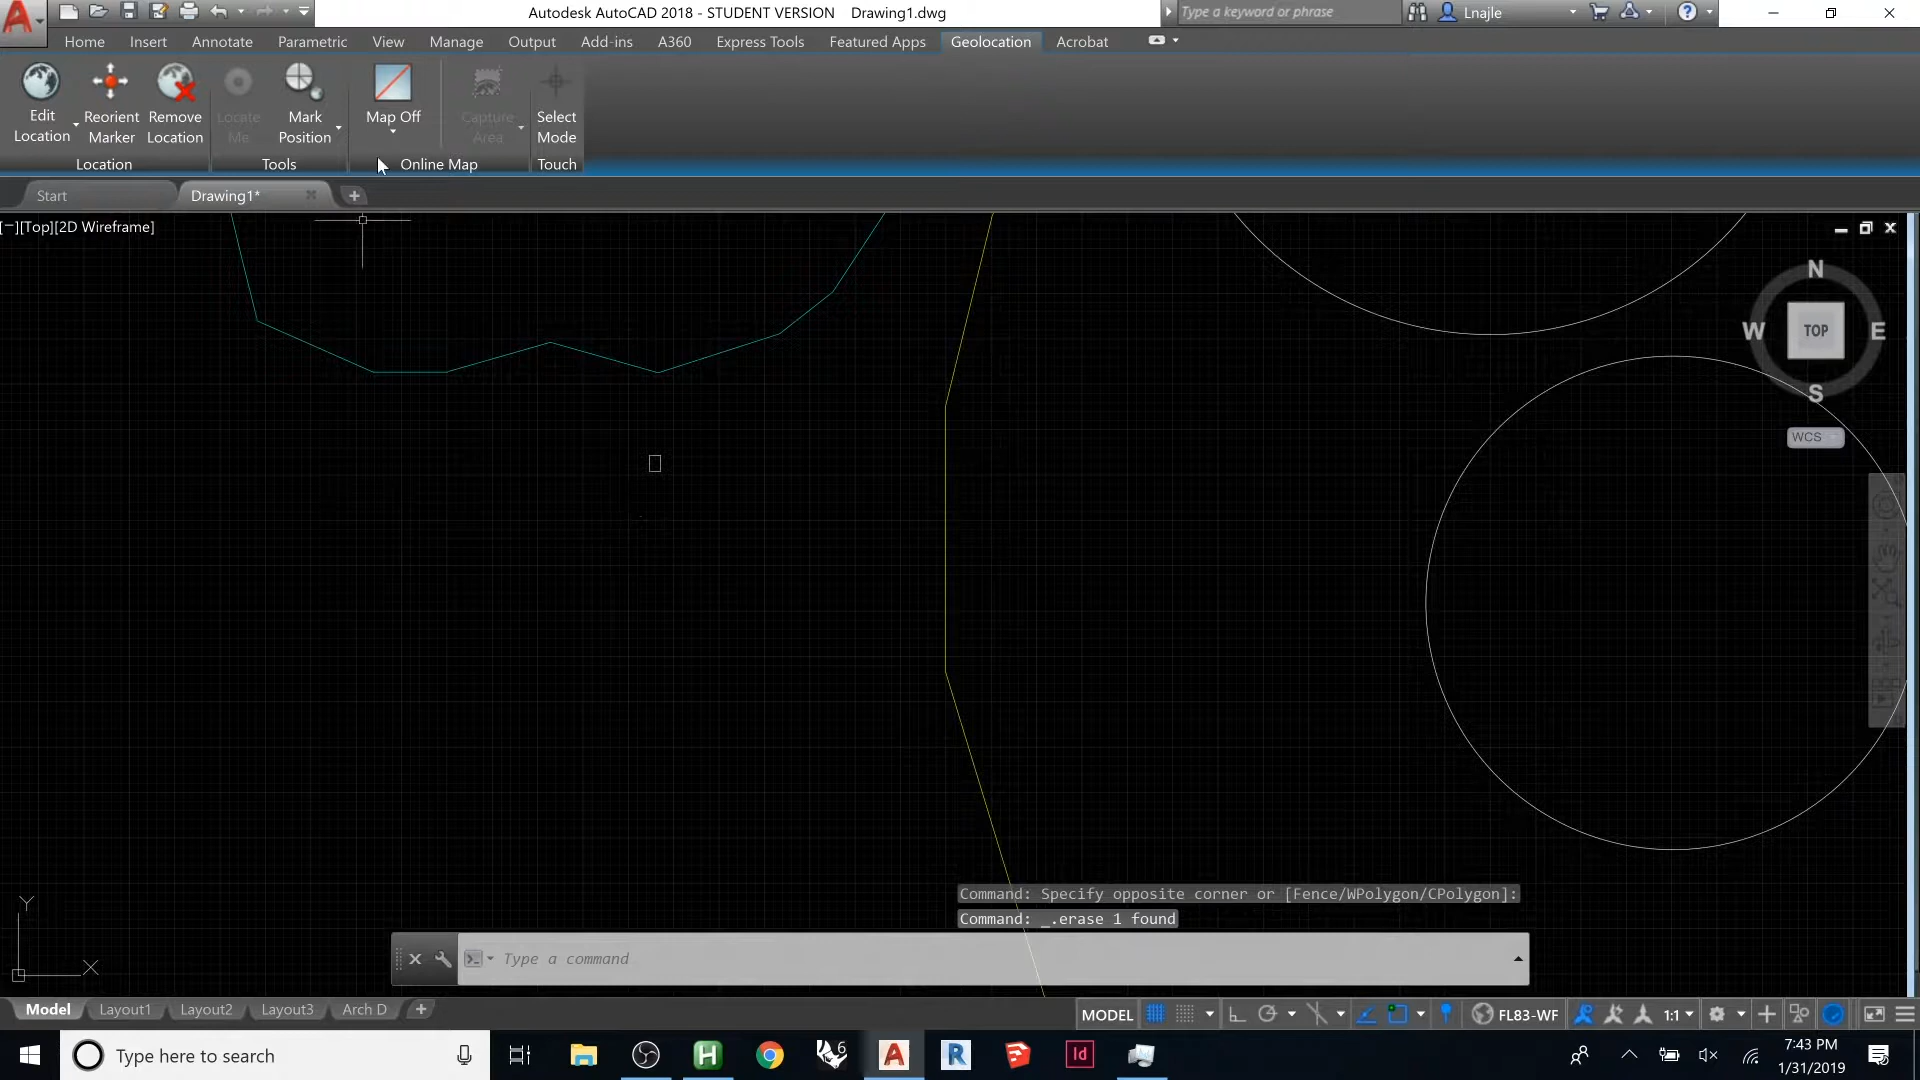 Autodesk AutoCAD 2018 - STUDENT VERSION Drawing1.dwg
Type a keyword or phrase
Lnajle
Home Insert Annotate Parametric View Manage Output Add-ins A360 Express Tools Featured Apps Geolocation Acrobat
Edit Location
Reorient Marker
Remove Location
Locate Me
Mark Position
Map Off
Capture Area
Select Mode
Location Tools Online Map Touch
Start Drawing1*
[−][Top][2D Wireframe]
N
W TOP E
S
WCS
Command: Specify opposite corner or [Fence/WPolygon/CPolygon]:
Command: _.erase 1 found
Y
X
Type a command
Model Layout1 Layout2 Layout3 Arch D
MODEL FL83-WF 1:1
Type here to search
H
6
A
R
Id
7:43 PM
1/31/2019